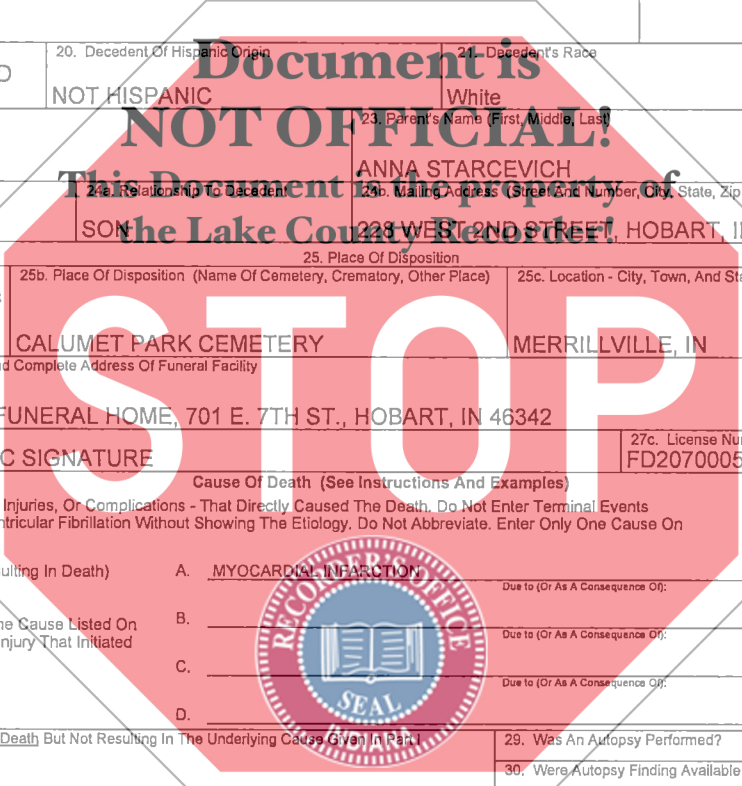 20. Decedent Of Hispanic Origin
21. Decedent's Race
Document is
NOT HISPANIC
White
NOT OFFICIAL!
23. Parent's Name (First, Middle, Last)
ANNA STARCEVICH
This Document is the property of
24a. Relationship To Decedent
24b. Mailing Address (Street And Number, City, State, Zip
SON
228 WEST 2ND STREET, HOBART, I
the Lake County Recorder!
25. Place Of Disposition
25b. Place Of Disposition (Name Of Cemetery, Crematory, Other Place)
25c. Location - City, Town, And Sta
STOP
CALUMET PARK CEMETERY
MERRILLVILLE, IN
d Complete Address Of Funeral Facility
FUNERAL HOME, 701 E. 7TH ST., HOBART, IN 46342
27c. License Nu
C SIGNATURE
FD2070005
Cause Of Death (See Instructions And Examples)
Injuries, Or Complications - That Directly Caused The Death. Do Not Enter Terminal Events
ntricular Fibrillation Without Showing The Etiology. Do Not Abbreviate. Enter Only One Cause On
ulting In Death)
A. MYOCARDIAL INFARCTION
Due to (Or As A Consequence Of):
RECORDER'S OFFICE
ne Cause Listed On
B.
njury That Initiated
Due to (Or As A Consequence Of):
C.
Due to (Or As A Consequence Of):
SEAL
D.
INDIANA
Death But Not Resulting In The Underlying Cause Given In Part I
29. Was An Autopsy Performed?
30. Were Autopsy Finding Available